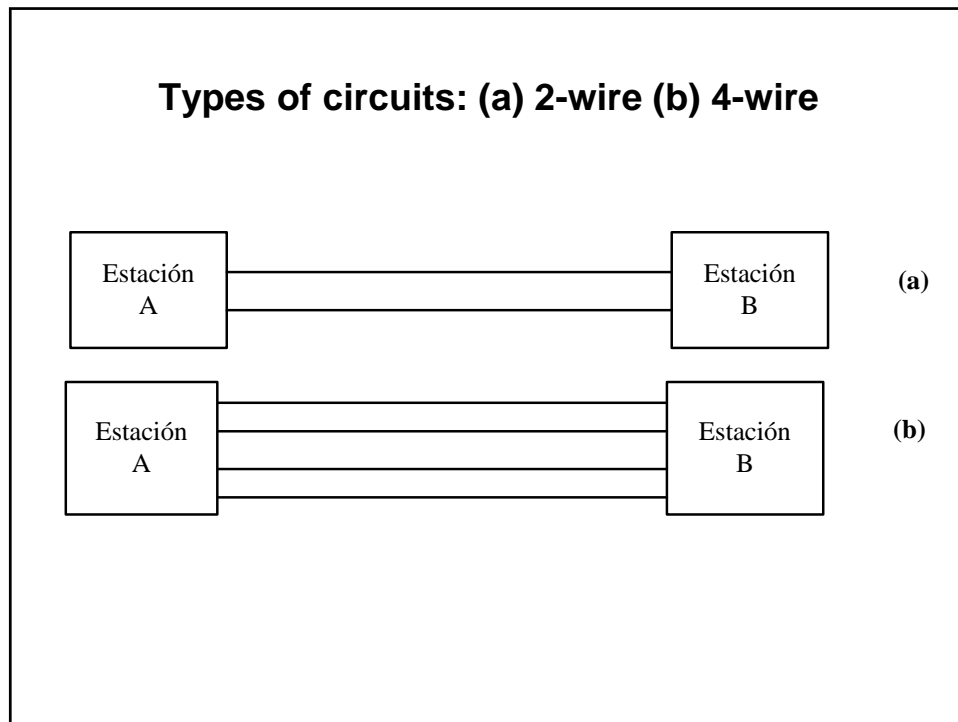 Types of circuits: (a) 2-wire (b) 4-wire
Estación
A
Estación
B
(a)
Estación
A
Estación
B
(b)